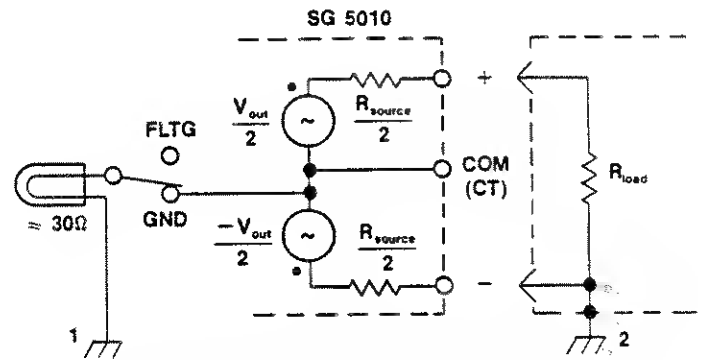 SG 5010
+
V_out
2
R_source
2
FLTG
COM
(CT)
R_load
≈ 30Ω
GND
−V_out
2
R_source
2
−
1
2